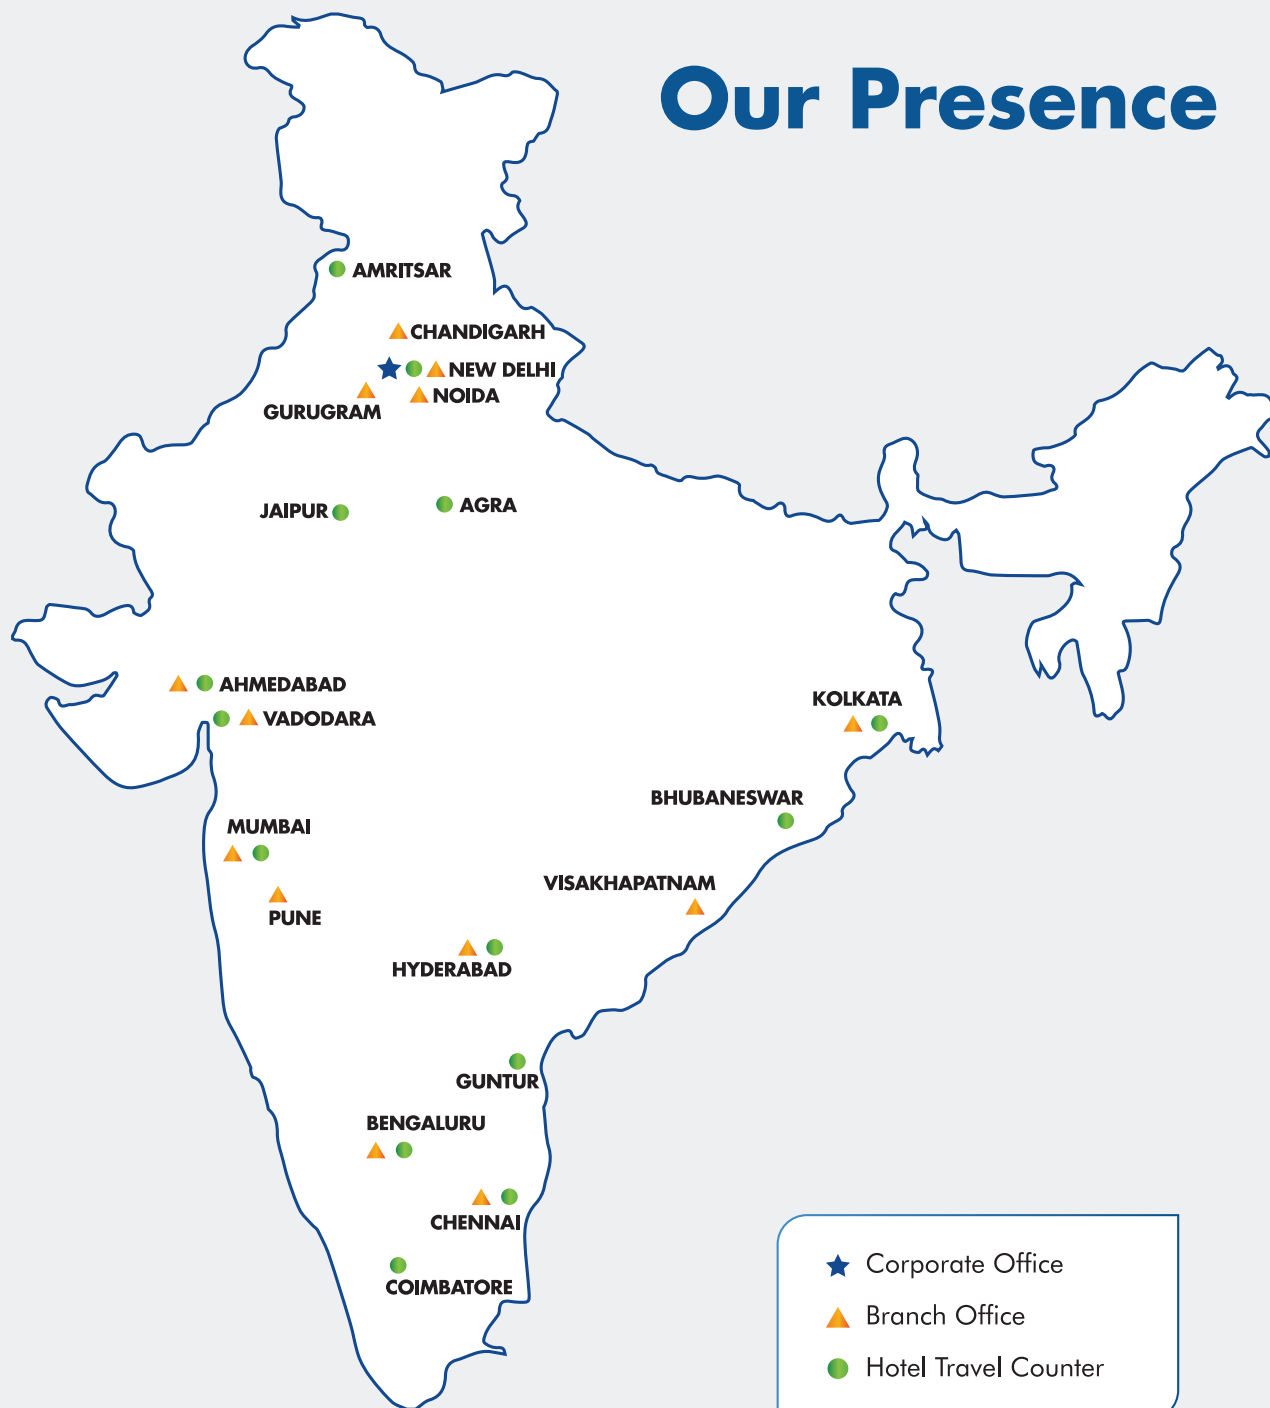 Our Presence
AMRITSAR
CHANDIGARH
NEW DELHI
NOIDA
GURUGRAM
JAIPUR
AGRA
AHMEDABAD
VADODARA
KOLKATA
BHUBANESWAR
MUMBAI
VISAKHAPATNAM
PUNE
HYDERABAD
GUNTUR
BENGALURU
CHENNAI
COIMBATORE
Corporate Office
Branch Office
Hotel Travel Counter